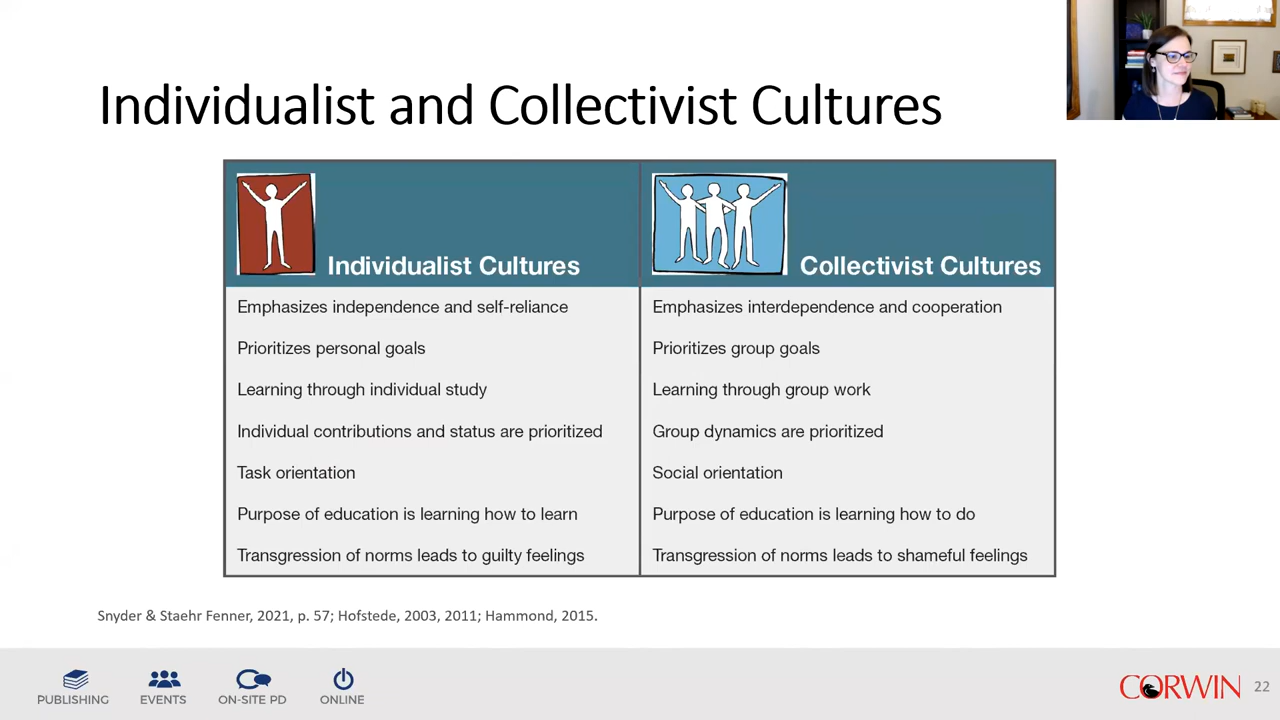 Individualist and Collectivist Cultures
Individualist Cultures
Collectivist Cultures
Emphasizes independence and self-reliance
Emphasizes interdependence and cooperation
Prioritizes personal goals
Prioritizes group goals
Learning through individual study
Learning through group work
Individual contributions and status are prioritized
Group dynamics are prioritized
Task orientation
Social orientation
Purpose of education is learning how to learn
Purpose of education is learning how to do
Transgression of norms leads to guilty feelings
Transgression of norms leads to shameful feelings
Snyder & Staehr Fenner, 2021, p. 57; Hofstede, 2003, 2011; Hammond, 2015.
PUBLISHING
EVENTS
ON-SITE PD
ONLINE
CORWIN
22